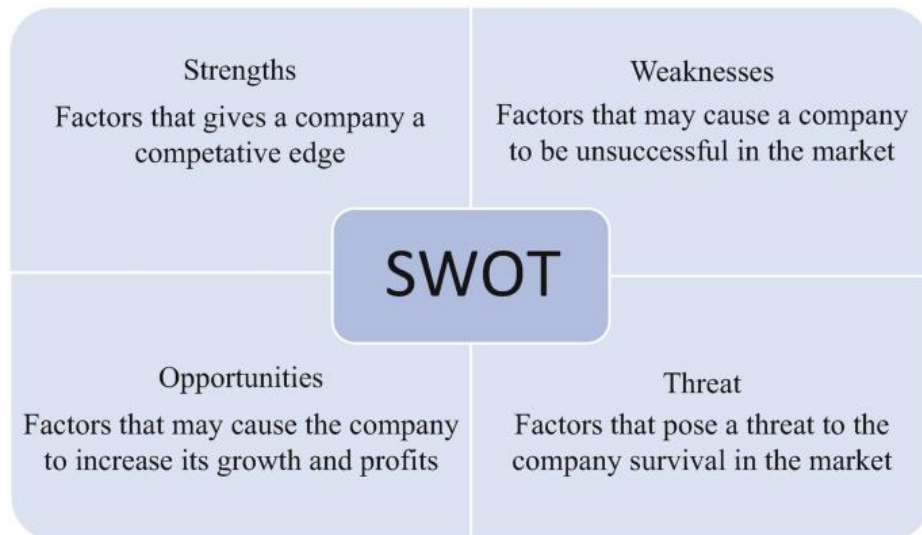 Strengths
Factors that gives a company a
competative edge
Weaknesses
Factors that may cause a company
to be unsuccessful in the market
SWOT
Opportunities
Factors that may cause the company
to increase its growth and profits
Threat
Factors that pose a threat to the
company survival in the market